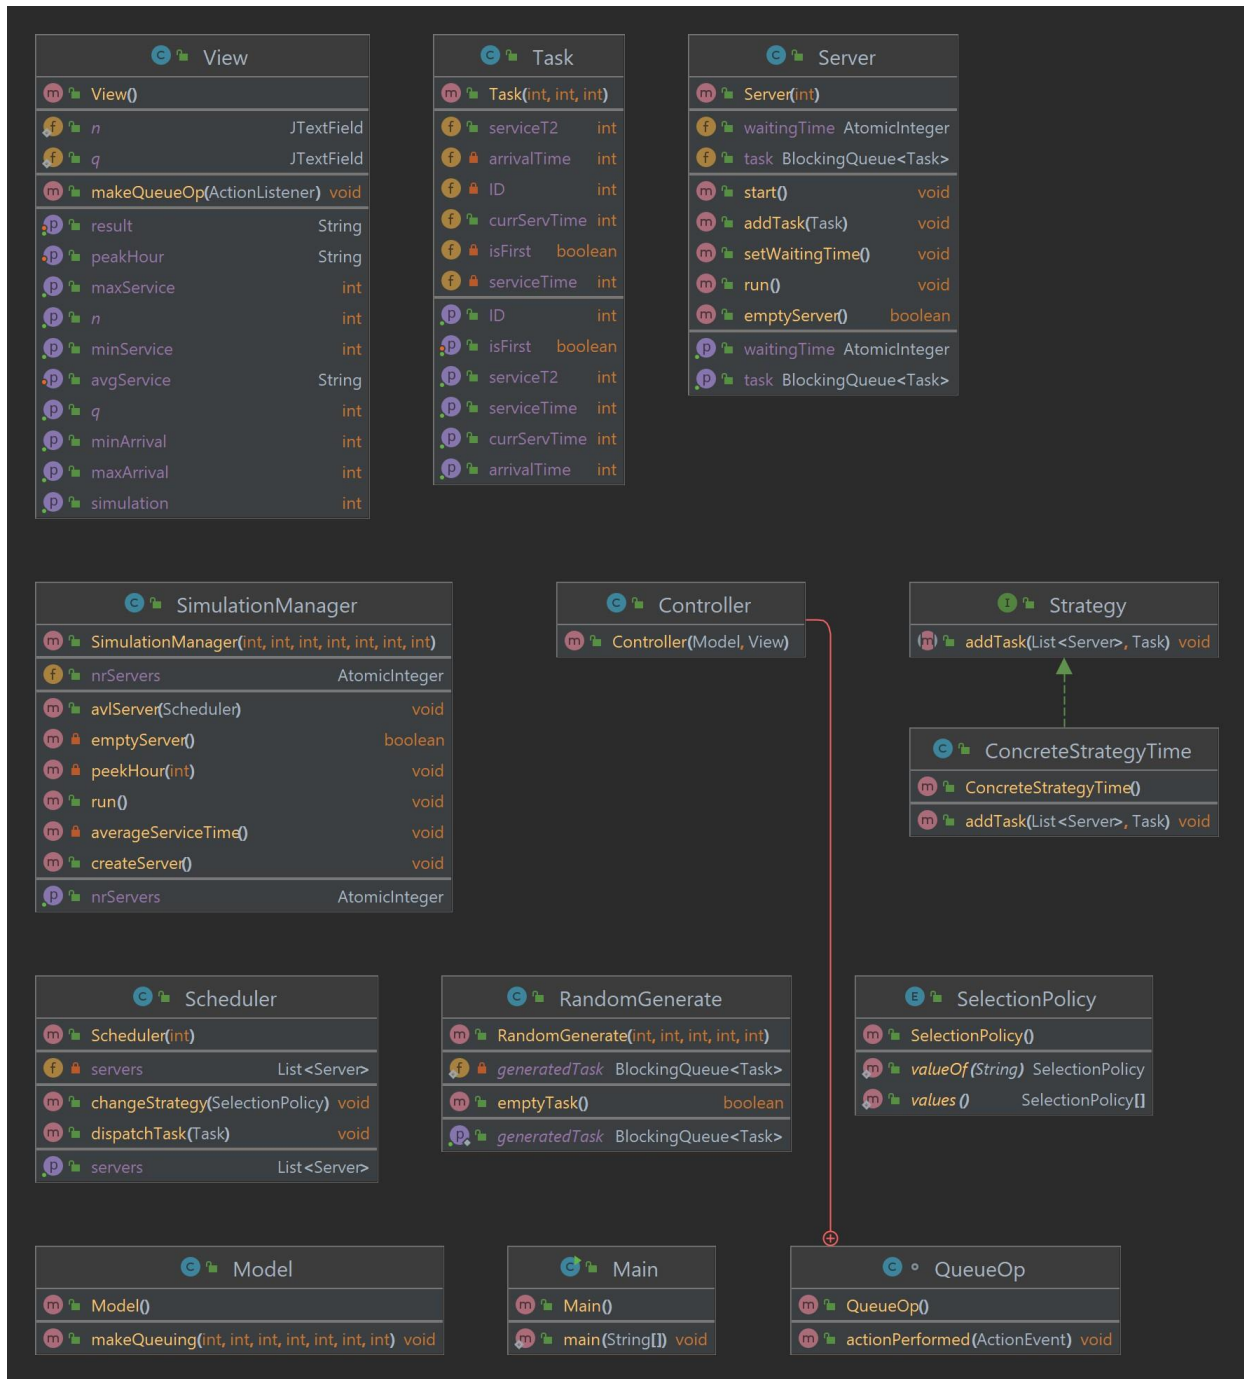 View
View()
n JTextField
q JTextField
makeQueueOp(ActionListener) void
result String
peakHour String
maxService int
n int
minService int
avgService String
q int
minArrival int
maxArrival int
simulation int
Task
Task(int, int, int)
serviceT2 int
arrivalTime int
ID int
currServTime int
isFirst boolean
serviceTime int
ID int
isFirst boolean
serviceT2 int
serviceTime int
currServTime int
arrivalTime int
Server
Server(int)
waitingTime AtomicInteger
task BlockingQueue<Task>
start() void
addTask(Task) void
setWaitingTime() void
run() void
emptyServer() boolean
waitingTime AtomicInteger
task BlockingQueue<Task>
SimulationManager
SimulationManager(int, int, int, int, int, int, int)
nrServers AtomicInteger
avlServer(Scheduler) void
emptyServer() boolean
peekHour(int) void
run() void
averageServiceTime() void
createServer() void
nrServers AtomicInteger
Controller
Controller(Model, View)
Strategy
addTask(List<Server>, Task) void
ConcreteStrategyTime
ConcreteStrategyTime()
addTask(List<Server>, Task) void
Scheduler
Scheduler(int)
servers List<Server>
changeStrategy(SelectionPolicy) void
dispatchTask(Task) void
servers List<Server>
RandomGenerate
RandomGenerate(int, int, int, int, int)
generatedTask BlockingQueue<Task>
emptyTask() boolean
generatedTask BlockingQueue<Task>
SelectionPolicy
SelectionPolicy()
valueOf(String) SelectionPolicy
values() SelectionPolicy[]
Model
Model()
makeQueuing(int, int, int, int, int, int, int) void
Main
Main()
main(String[]) void
QueueOp
QueueOp()
actionPerformed(ActionEvent) void